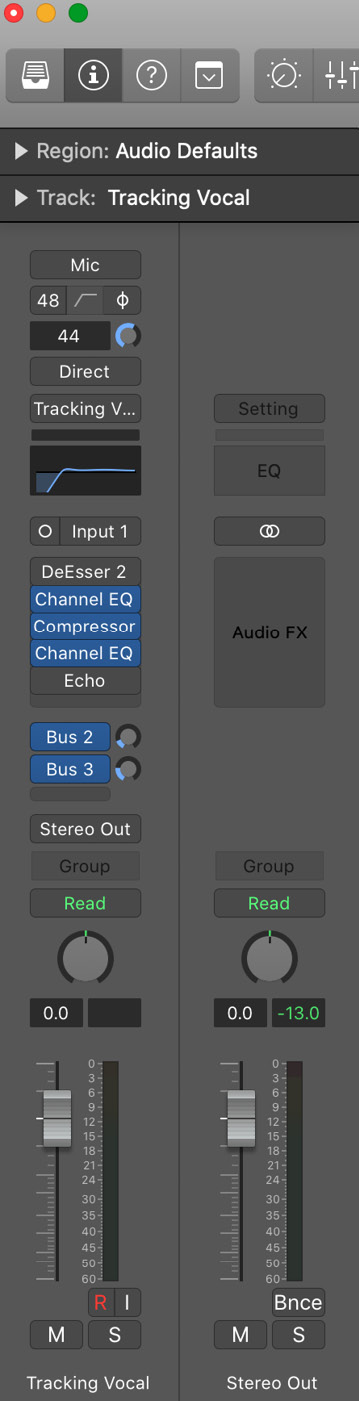 Region: Audio Defaults
Track: Tracking Vocal
Mic
48
44
Direct
Tracking V...
Setting
EQ
Input 1
DeEsser 2
Channel EQ
Compressor
Channel EQ
Echo
Audio FX
Bus 2
Bus 3
Stereo Out
Group
Group
Read
Read
0.0
0.0
-13.0
0
3
6
9
12
15
18
21
24
30
35
40
45
50
60
0
3
6
9
12
15
18
21
24
30
35
40
45
50
60
R I
Bnce
M S
M S
Tracking Vocal
Stereo Out